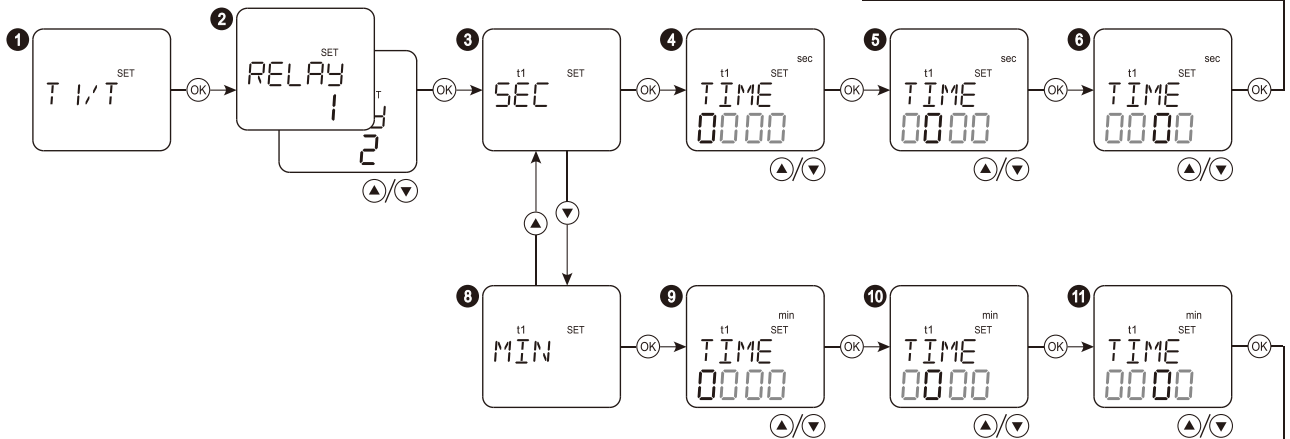 1
T 1/T
SET
OK
2
SET
RELAY
1
T
Y
2
▲/▼
OK
3
t1 SET
SEC
OK
4
sec
t1 SET
TIME
0000
▲/▼
OK
5
sec
t1 SET
TIME
0000
▲/▼
OK
6
sec
t1 SET
TIME
0000
▲/▼
OK
▲
▼
8
t1 SET
MIN
OK
9
min
t1 SET
TIME
0000
▲/▼
OK
10
min
t1 SET
TIME
0000
▲/▼
OK
11
min
t1 SET
TIME
0000
▲/▼
OK